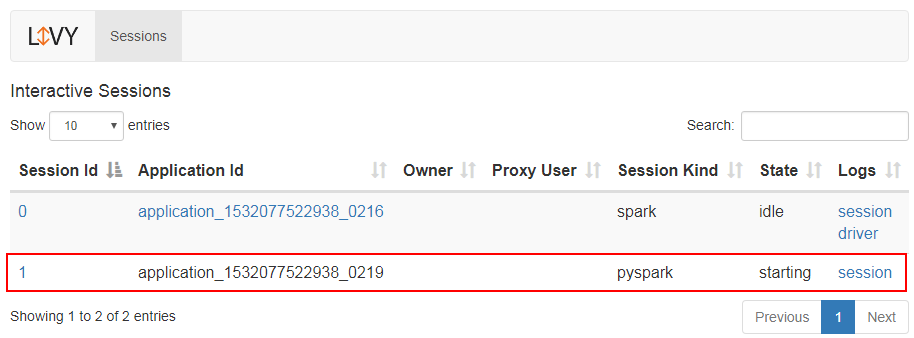 LIVY Sessions
Interactive Sessions
Show 10 entries Search:
Session Id Application Id Owner Proxy User Session Kind State Logs
0 application_1532077522938_0216 spark idle session
driver
1 application_1532077522938_0219 pyspark starting session
Showing 1 to 2 of 2 entries Previous 1 Next